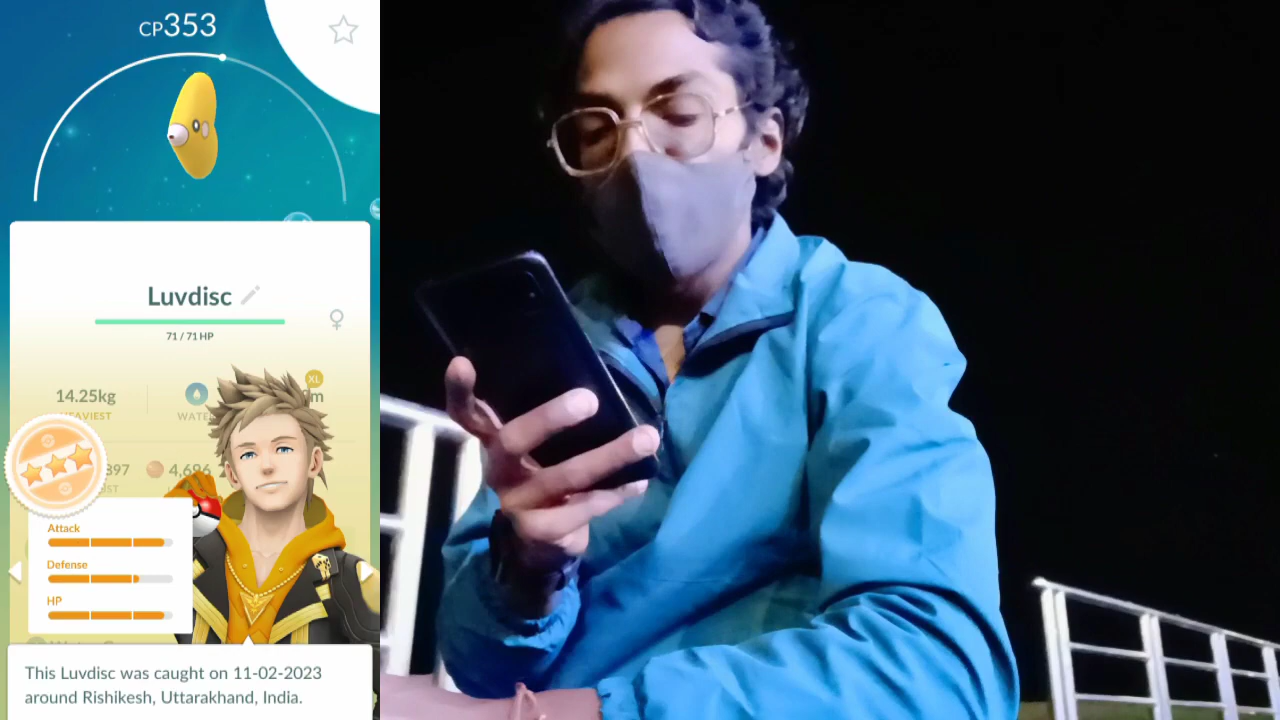 CP353
Luvdisc
71 / 71 HP
XL
14.25kg
WATER
4,696
Attack
Defense
HP
This Luvdisc was caught on 11-02-2023
around Rishikesh, Uttarakhand, India.